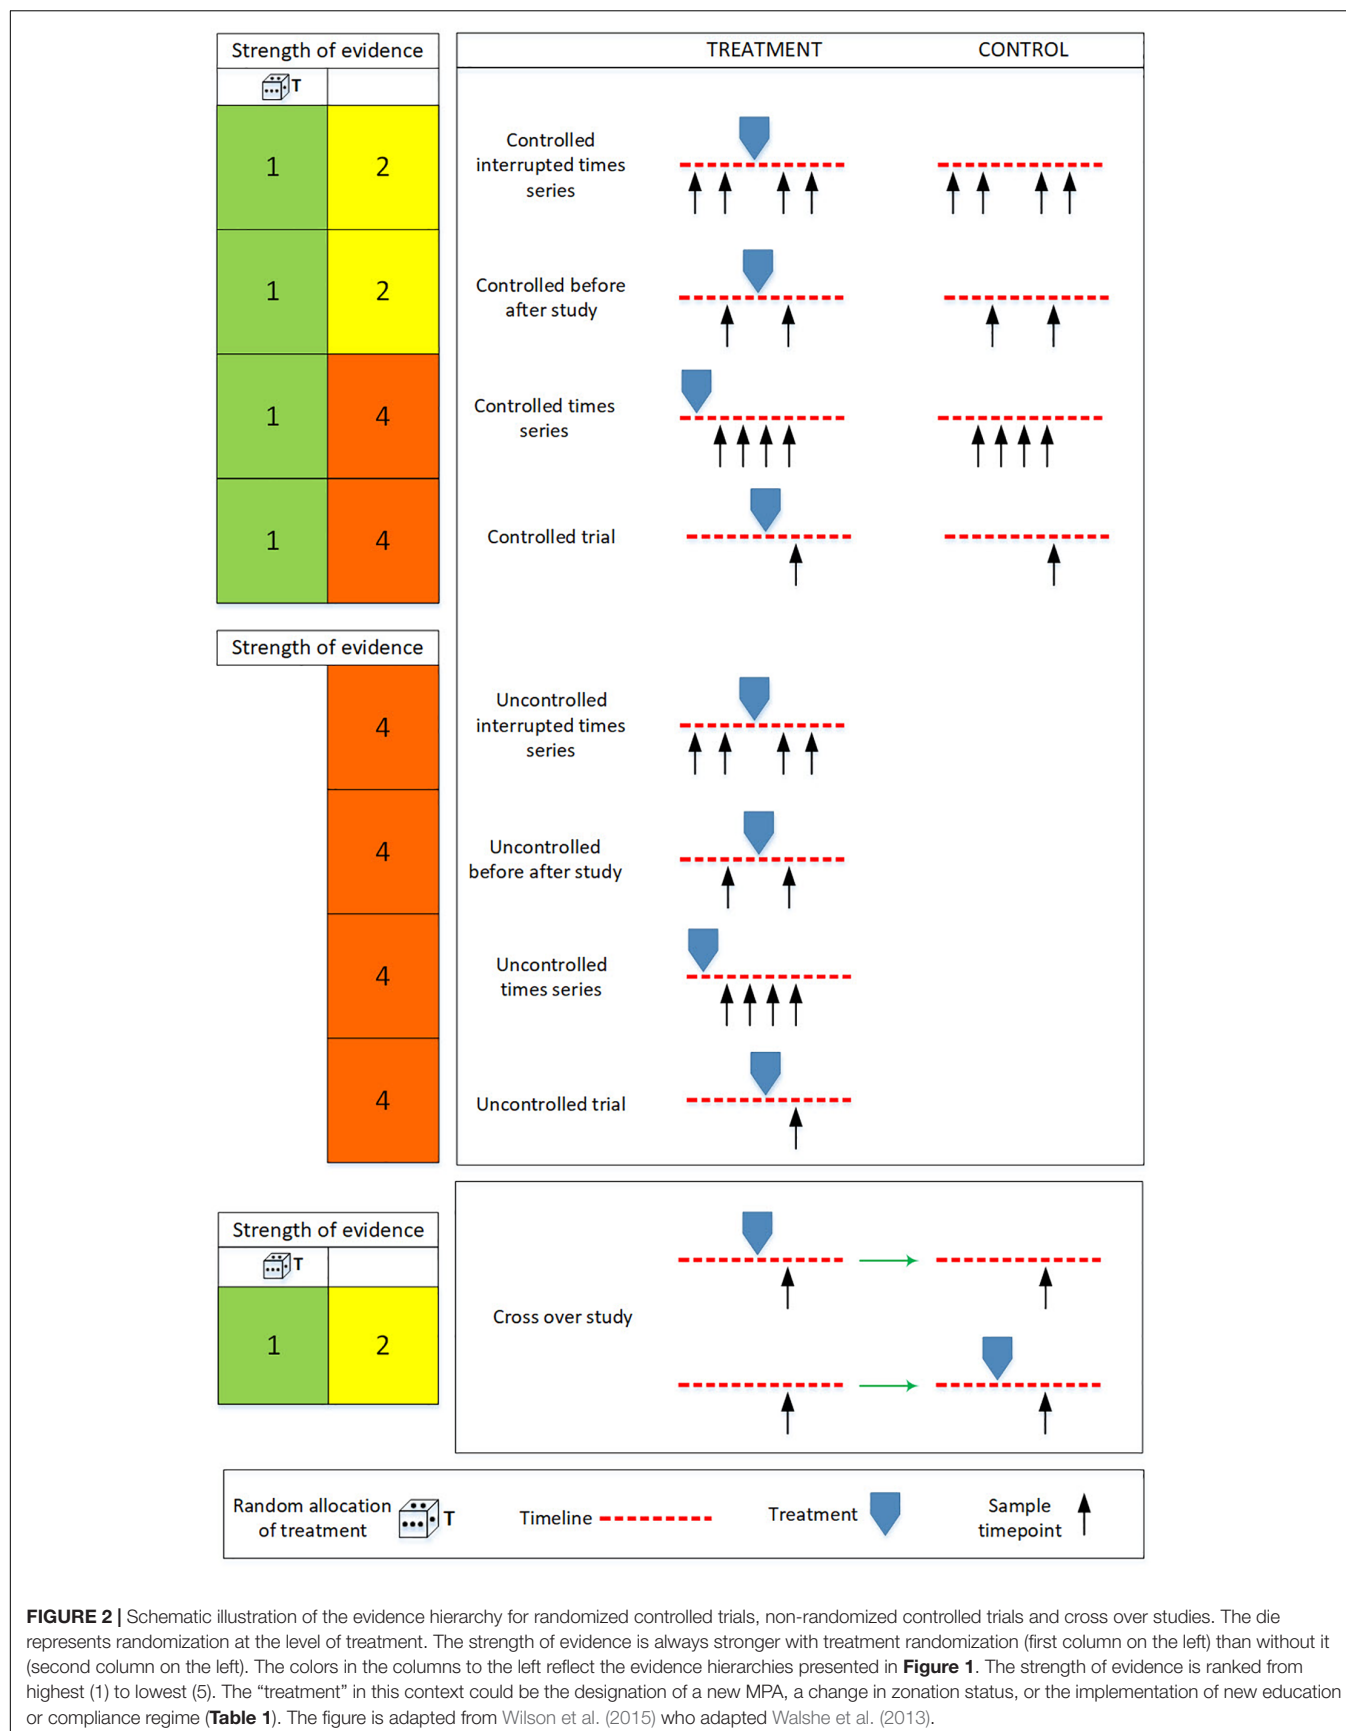 Strength of evidence
TREATMENT CONTROL
T
1 2
Controlled
interrupted times
series
1 2
Controlled before
after study
1 4
Controlled times
series
1 4
Controlled trial
Strength of evidence
4
Uncontrolled
interrupted times
series
4
Uncontrolled
before after study
4
Uncontrolled
times series
4
Uncontrolled trial
Strength of evidence
T
1 2
Cross over study
Random allocation
of treatment
T
Timeline
Treatment
Sample
timepoint
FIGURE 2 | Schematic illustration of the evidence hierarchy for randomized controlled trials, non-randomized controlled trials and cross over studies. The die
represents randomization at the level of treatment. The strength of evidence is always stronger with treatment randomization (first column on the left) than without it
(second column on the left). The colors in the columns to the left reflect the evidence hierarchies presented in Figure 1. The strength of evidence is ranked from
highest (1) to lowest (5). The “treatment” in this context could be the designation of a new MPA, a change in zonation status, or the implementation of new education
or compliance regime (Table 1). The figure is adapted from Wilson et al. (2015) who adapted Walshe et al. (2013).